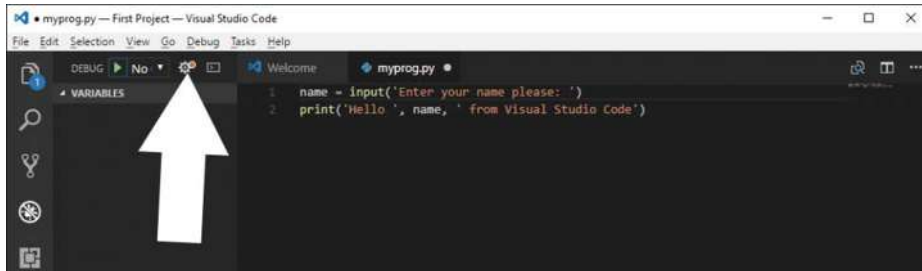 ● myprog.py — First Project — Visual Studio Code
File Edit Selection View Go Debug Tasks Help
DEBUG No Welcome myprog.py ●
1
VARIABLES
1 name = input('Enter your name please: ')
2 print('Hello ', name, ' from Visual Studio Code')